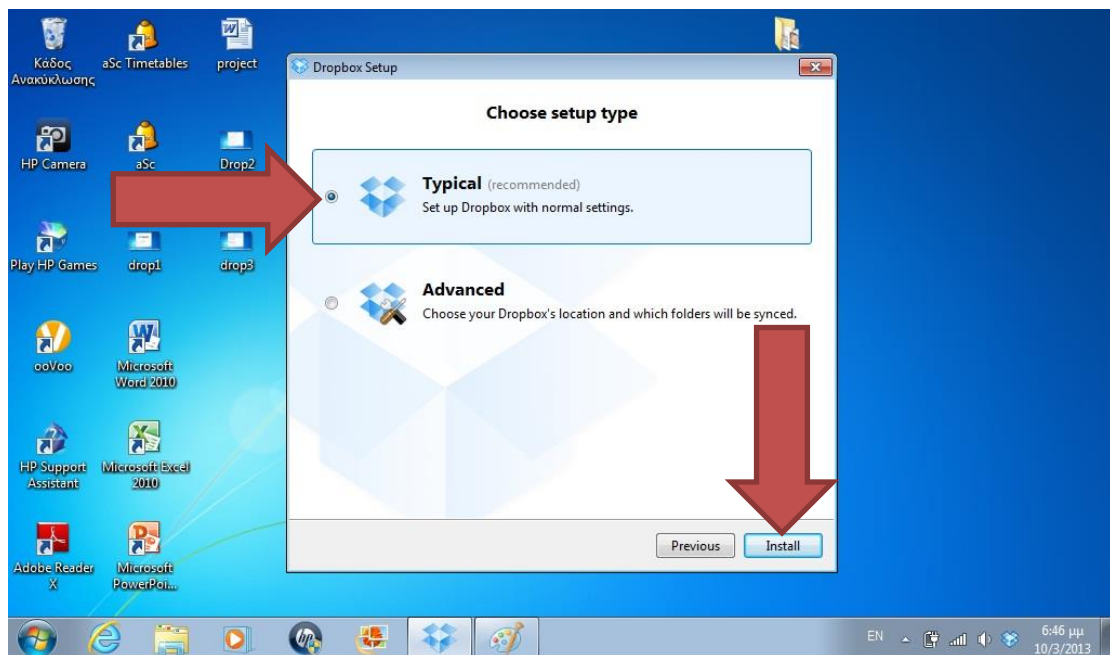 Κάδος
Ανακύκλωσης
aSc Timetables
project
HP Camera
aSc
Drop2
Play HP Games
drop1
drop3
ooVoo
Microsoft
Word 2010
HP Support
Assistant
Microsoft Excel
2010
Adobe Reader
X
Microsoft
PowerPoi...
Dropbox Setup
Choose setup type
Typical (recommended)
Set up Dropbox with normal settings.
Advanced
Choose your Dropbox's location and which folders will be synced.
Previous
Install
hp
EN
6:46 μμ
10/3/2013